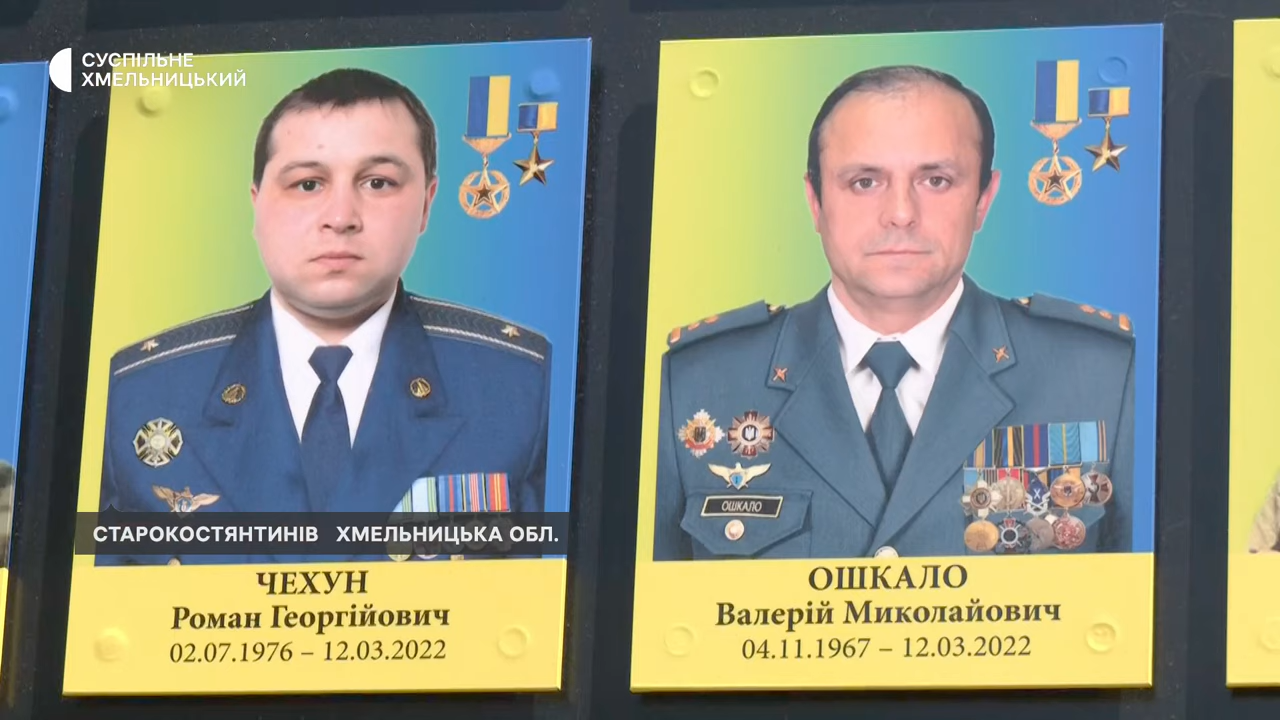 СУСПІЛЬНЕ
ХМЕЛЬНИЦЬКИЙ
СТАРОКОСТЯНТИНІВ ХМЕЛЬНИЦЬКА ОБЛ.
ЧЕХУН
Роман Георгійович
02.07.1976 – 12.03.2022
ОШКАЛО
ОШКАЛО
Валерій Миколайович
04.11.1967 – 12.03.2022